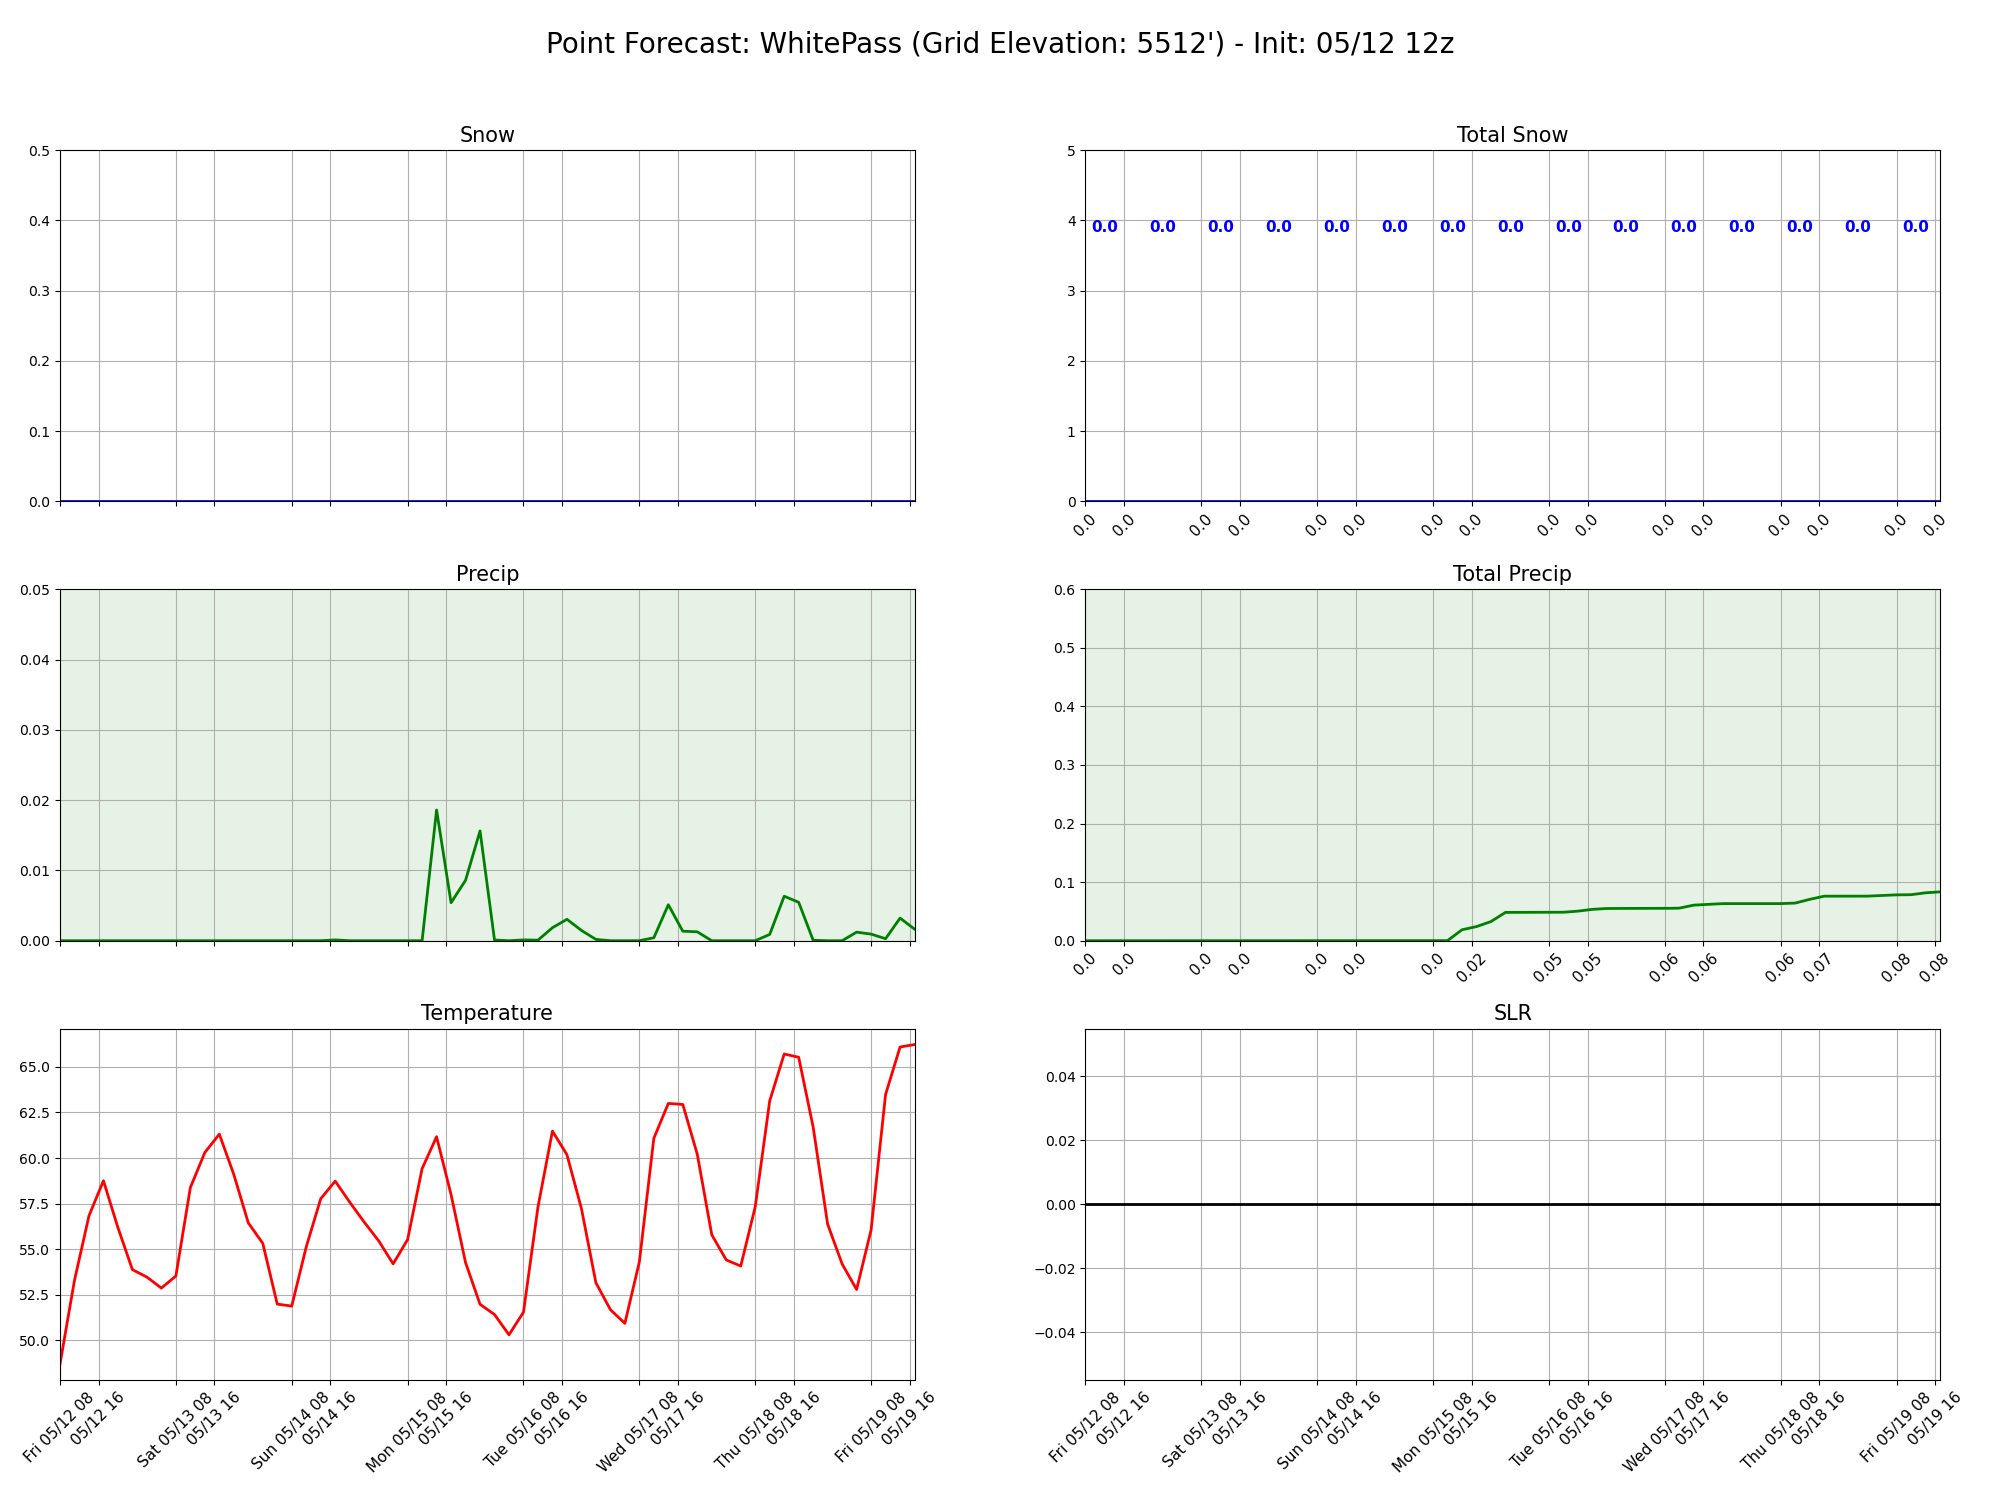 Point Forecast: WhitePass (Grid Elevation: 5512') - Init: 05/12 12z
Snow
0.5
0.4
0.3
0.2
0.1
0.0
Total Snow
5
4
3
2
1
0
0.0 0.0 0.0 0.0 0.0 0.0 0.0 0.0 0.0 0.0 0.0 0.0 0.0 0.0 0.0
0.0 0.0 0.0 0.0 0.0 0.0 0.0 0.0 0.0 0.0 0.0 0.0 0.0 0.0 0.0 0.0
Precip
0.05
0.04
0.03
0.02
0.01
0.00
Total Precip
0.6
0.5
0.4
0.3
0.2
0.1
0.0
0.0 0.0 0.0 0.0 0.0 0.0 0.0 0.02 0.05 0.05 0.06 0.06 0.06 0.07 0.08 0.08
Temperature
65.0
62.5
60.0
57.5
55.0
52.5
50.0
Fri 05/12 08
05/12 16
Sat 05/13 08
05/13 16
Sun 05/14 08
05/14 16
Mon 05/15 08
05/15 16
Tue 05/16 08
05/16 16
Wed 05/17 08
05/17 16
Thu 05/18 08
05/18 16
Fri 05/19 08
05/19 16
SLR
0.04
0.02
0.00
−0.02
−0.04
Fri 05/12 08
05/12 16
Sat 05/13 08
05/13 16
Sun 05/14 08
05/14 16
Mon 05/15 08
05/15 16
Tue 05/16 08
05/16 16
Wed 05/17 08
05/17 16
Thu 05/18 08
05/18 16
Fri 05/19 08
05/19 16